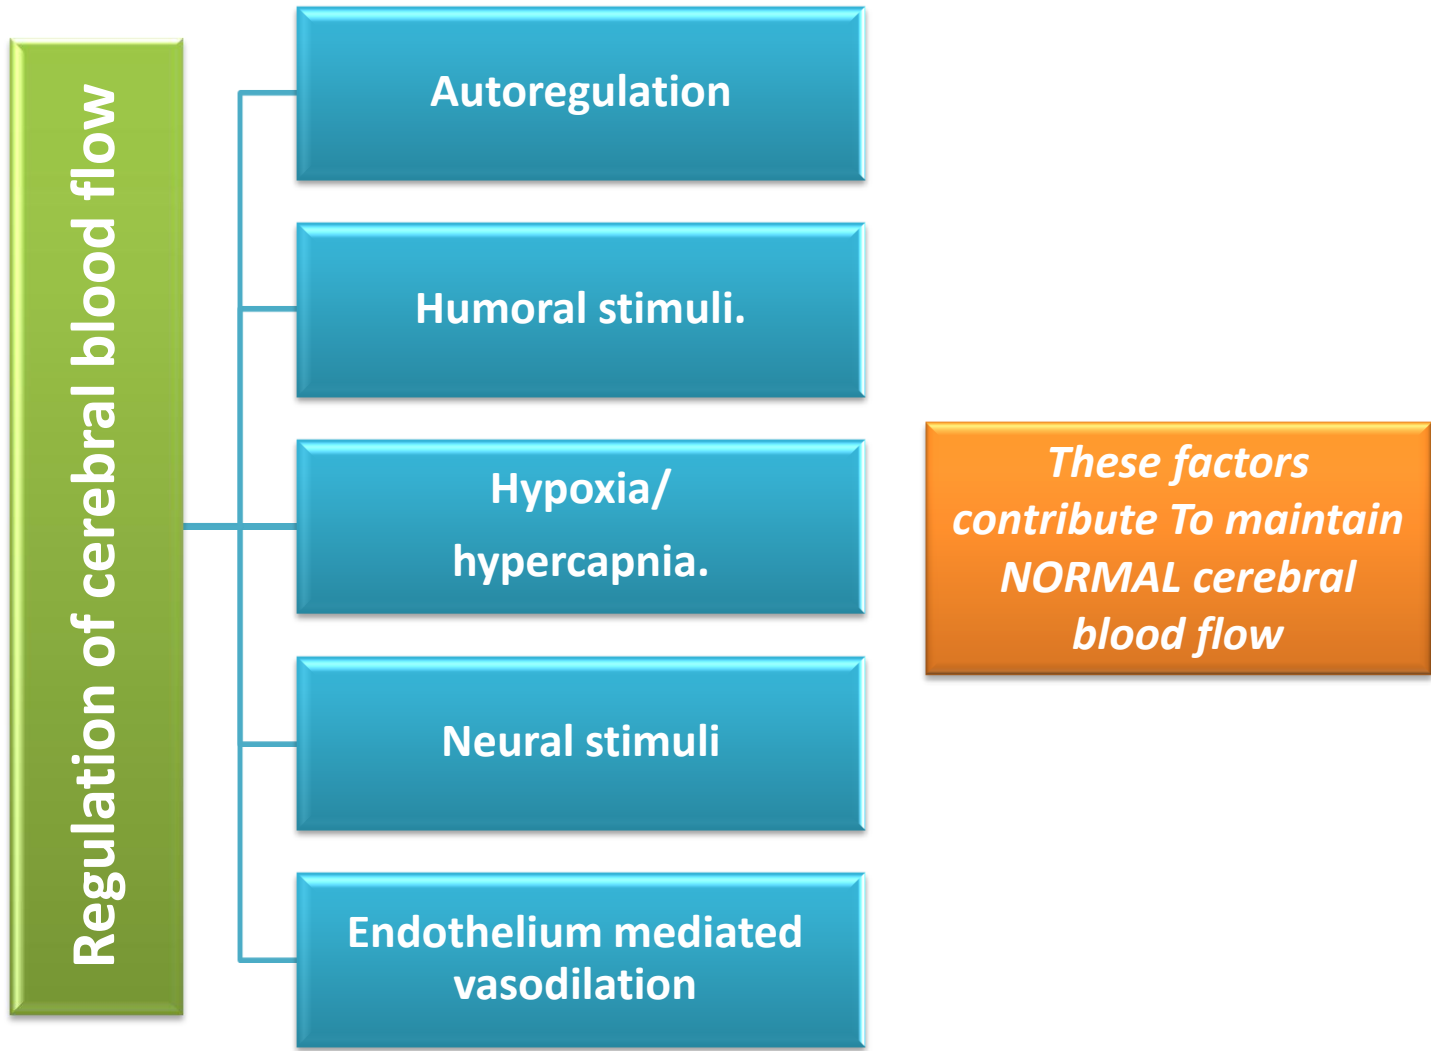 Regulation of cerebral blood flow
Autoregulation
Humoral stimuli.
Hypoxia/
hypercapnia.
Neural stimuli
Endothelium mediated
vasodilation
These factors
contribute To maintain
NORMAL cerebral
blood flow